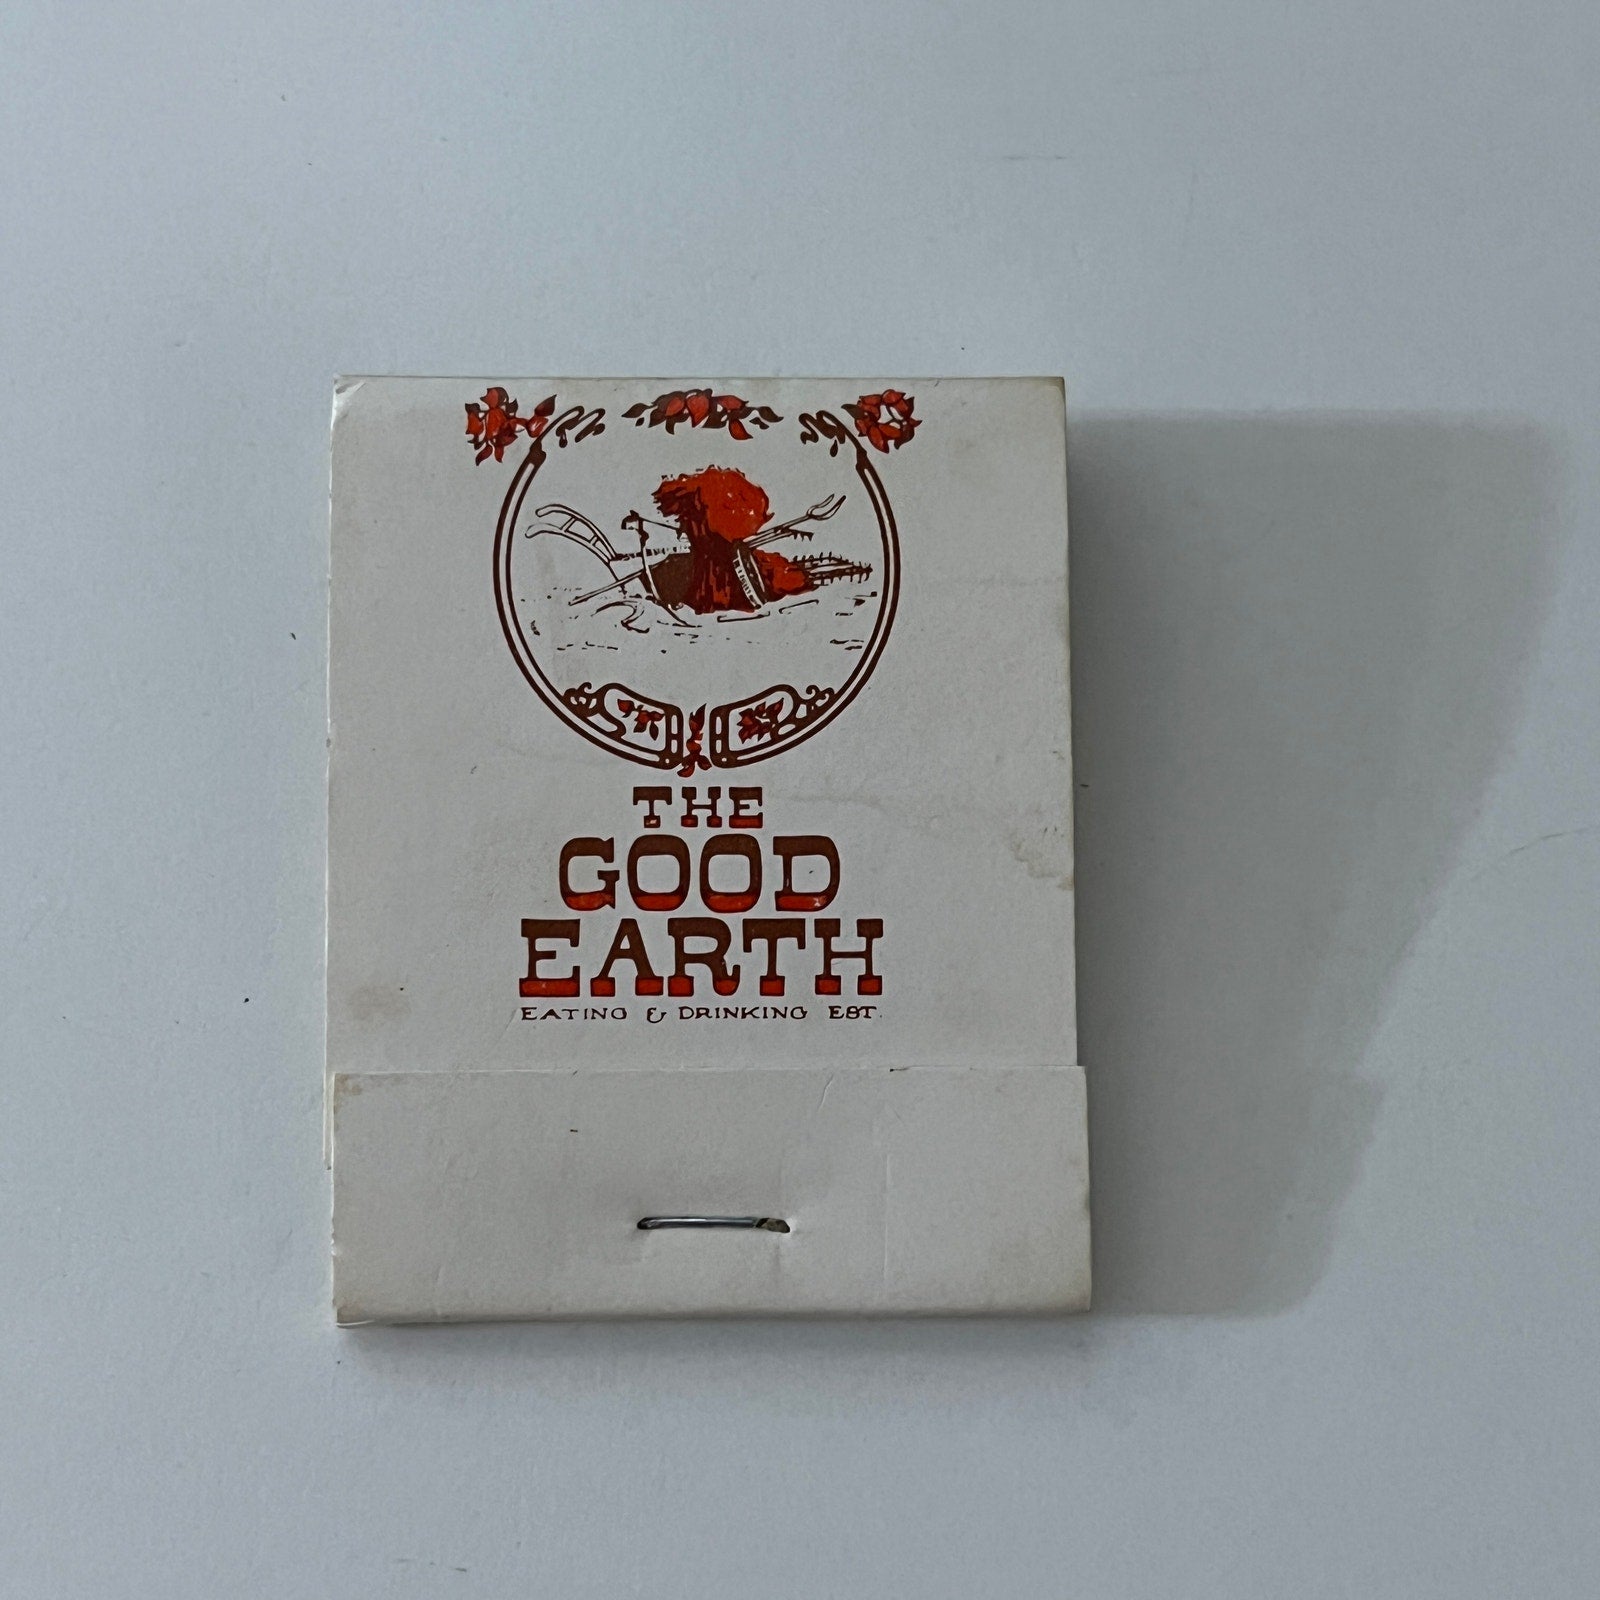 THE
GOOD
EARTH
EATING & DRINKING EST.